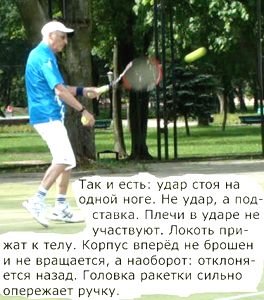 Так и есть: удар стоя на
одной ноге. Не удар, а под-
ставка. Плечи в ударе не
участвуют. Локоть при-
жат к телу. Корпус вперёд не брошен
и не вращается, а наоборот: отклоня-
ется назад. Головка ракетки сильно
опережает ручку.